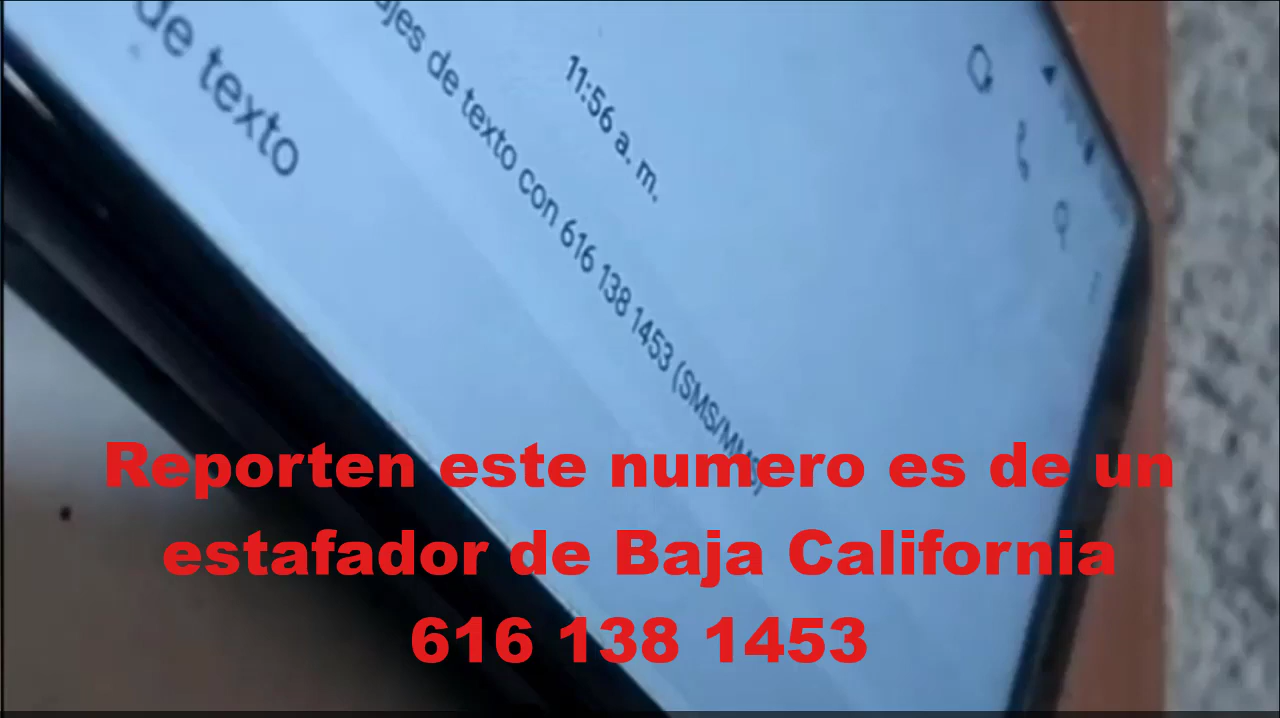 de texto
ajes de texto con 616 138 1453 (SMS/MMS)
11:56 a. m.
Reporten este numero es de un
estafador de Baja California
616 138 1453